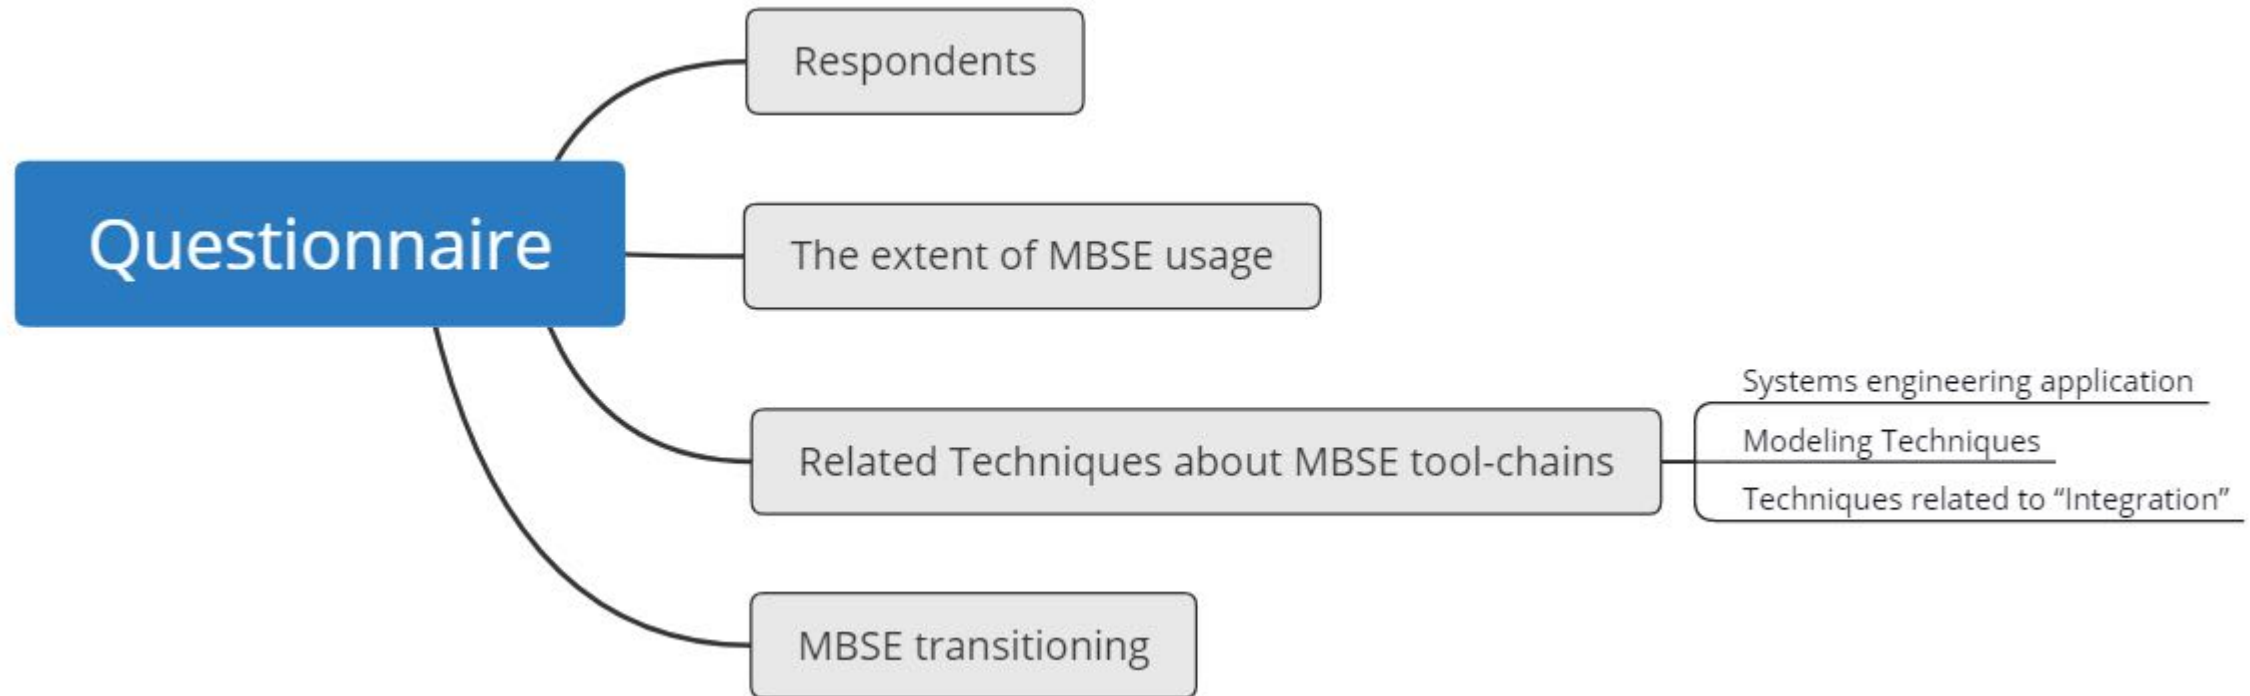 Questionnaire
Respondents
The extent of MBSE usage
Related Techniques about MBSE tool-chains
Systems engineering application
Modeling Techniques
Techniques related to “Integration”
MBSE transitioning